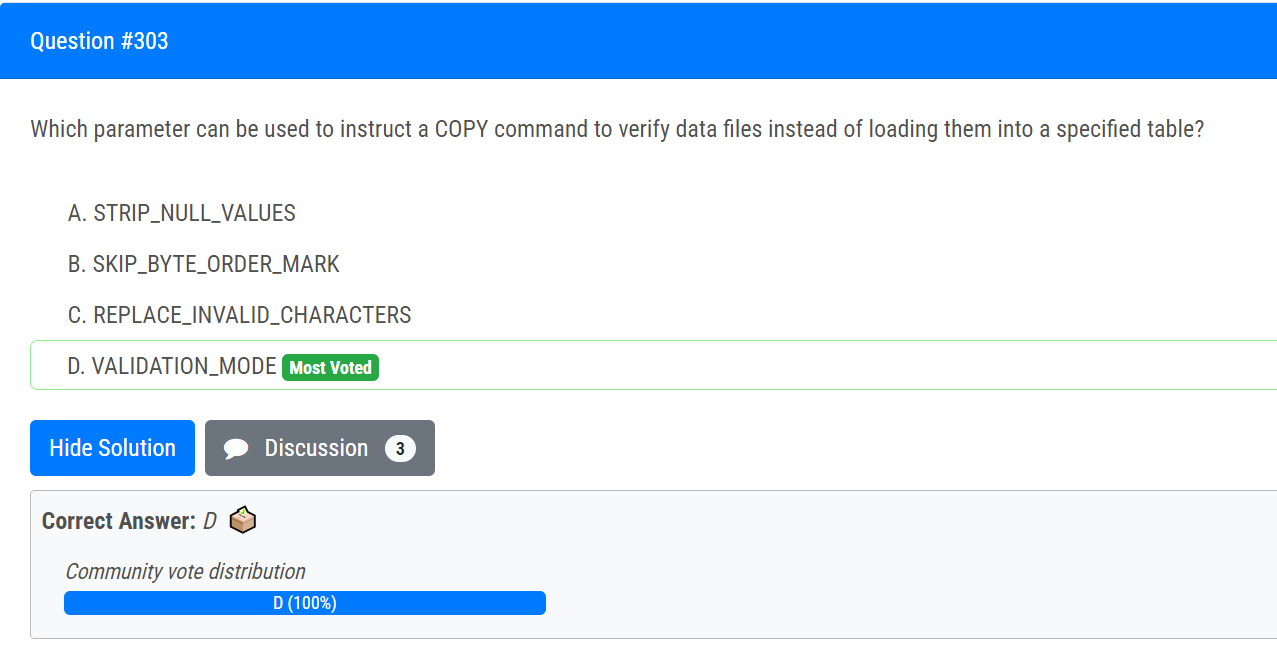 Question #303
Which parameter can be used to instruct a COPY command to verify data files instead of loading them into a specified table?
A. STRIP_NULL_VALUES
B. SKIP_BYTE_ORDER_MARK
C. REPLACE_INVALID_CHARACTERS
D. VALIDATION_MODE Most Voted
Hide Solution Discussion 3
Correct Answer: D
Community vote distribution
D (100%)